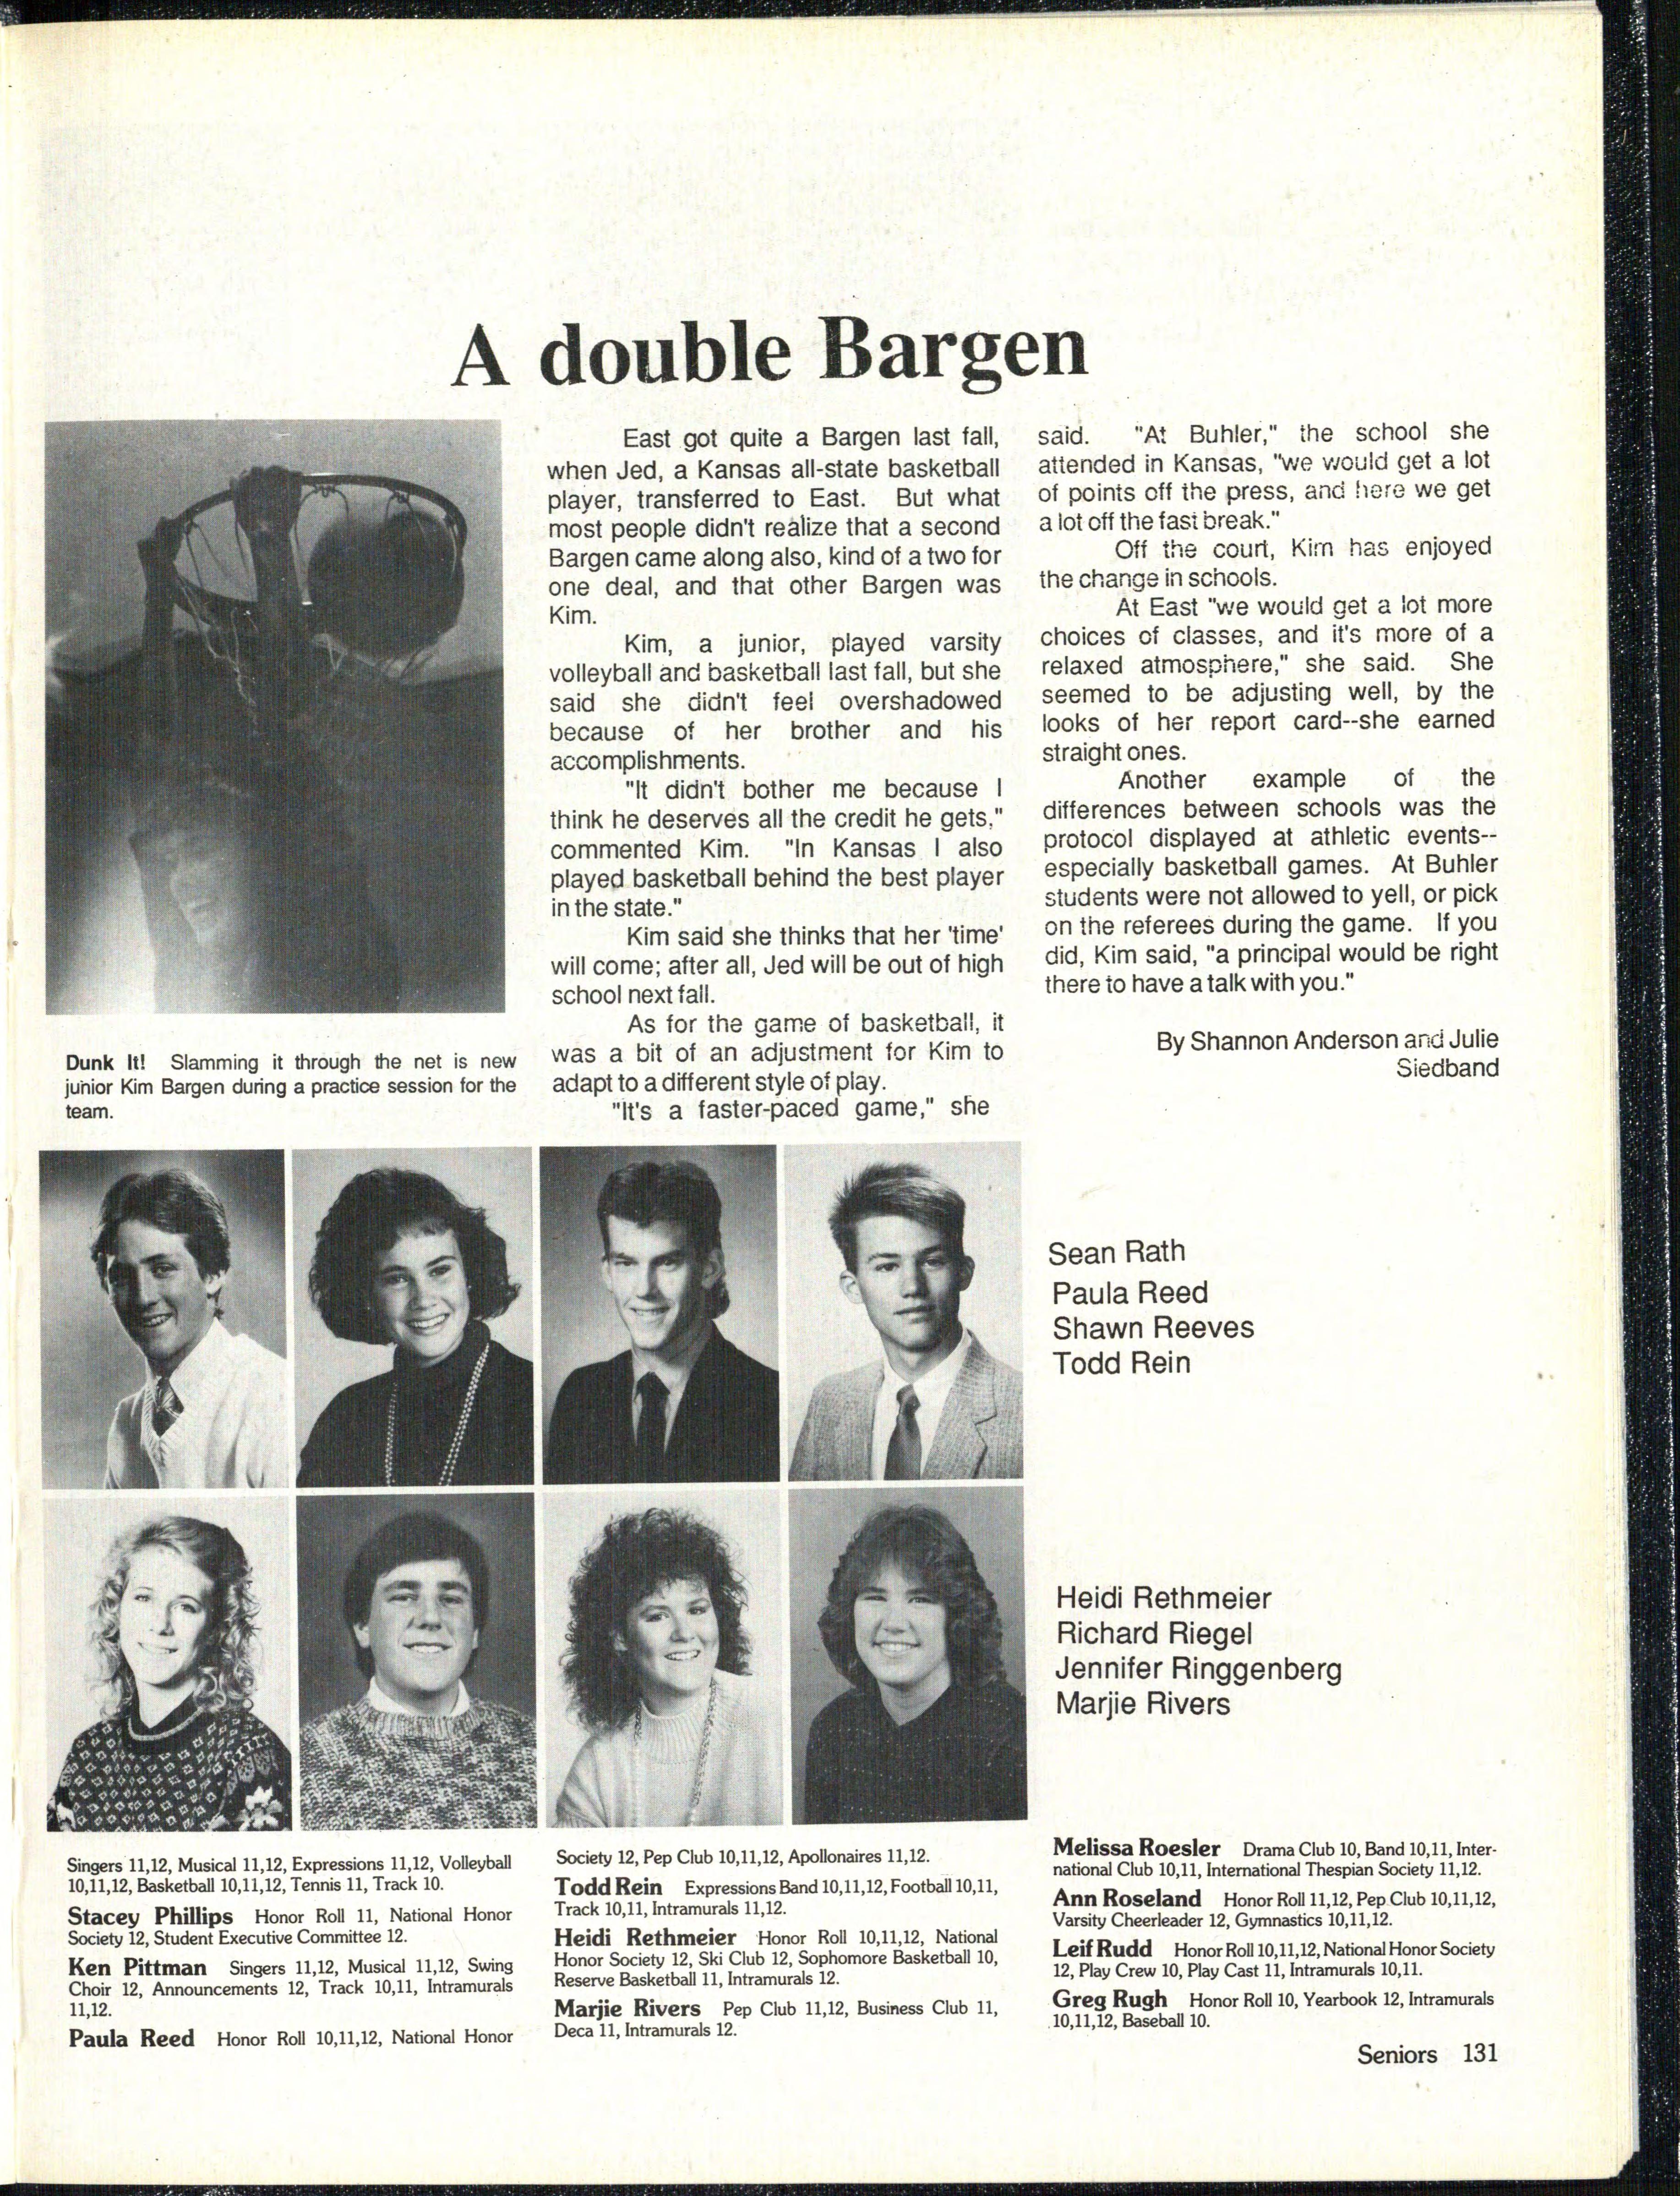 A double Bargen
East got quite a Bargen last fall,
when Jed, a Kansas all-state basketball
player, transferred to East. But what
most people didn't realize that a second
Bargen came along also, kind of a two for
one deal, and that other Bargen was
Kim.
Kim, a junior, played varsity
volleyball and basketball last fall, but she
said she didn't feel overshadowed
because of her brother and his
accomplishments.
"It didn't bother me because I
think he deserves all the credit he gets,"
commented Kim. "In Kansas I also
played basketball behind the best player
in the state."
Kim said she thinks that her 'time'
will come; after all, Jed will be out of high
school next fall.
As for the game of basketball, it
was a bit of an adjustment for Kim to
adapt to a different style of play.
"It's a faster-paced game," she
said. "At Buhler," the school she
attended in Kansas, "we would get a lot
of points off the press, and here we get
a lot off the fast break."
Off the court, Kim has enjoyed
the change in schools.
At East "we would get a lot more
choices of classes, and it's more of a
relaxed atmosphere," she said. She
seemed to be adjusting well, by the
looks of her report card--she earned
straight ones.
Another example of the
differences between schools was the
protocol displayed at athletic events--
especially basketball games. At Buhler
students were not allowed to yell, or pick
on the referees during the game. If you
did, Kim said, "a principal would be right
there to have a talk with you."
By Shannon Anderson and Julie
Siedband
Dunk It! Slamming it through the net is new
junior Kim Bargen during a practice session for the
team.
Sean Rath
Paula Reed
Shawn Reeves
Todd Rein
Heidi Rethmeier
Richard Riegel
Jennifer Ringgenberg
Marjie Rivers
Singers 11,12, Musical 11,12, Expressions 11,12, Volleyball
10,11,12, Basketball 10,11,12, Tennis 11, Track 10.
Stacey Phillips Honor Roll 11, National Honor
Society 12, Student Executive Committee 12.
Ken Pittman Singers 11,12, Musical 11,12, Swing
Choir 12, Announcements 12, Track 10,11, Intramurals
11,12.
Paula Reed Honor Roll 10,11,12, National Honor
Society 12, Pep Club 10,11,12, Apollonaires 11,12.
Todd Rein Expressions Band 10,11,12, Football 10,11,
Track 10,11, Intramurals 11,12.
Heidi Rethmeier Honor Roll 10,11,12, National
Honor Society 12, Ski Club 12, Sophomore Basketball 10,
Reserve Basketball 11, Intramurals 12.
Marjie Rivers Pep Club 11,12, Business Club 11,
Deca 11, Intramurals 12.
Melissa Roesler Drama Club 10, Band 10,11, Inter-
national Club 10,11, International Thespian Society 11,12.
Ann Roseland Honor Roll 11,12, Pep Club 10,11,12,
Varsity Cheerleader 12, Gymnastics 10,11,12.
Leif Rudd Honor Roll 10,11,12, National Honor Society
12, Play Crew 10, Play Cast 11, Intramurals 10,11.
Greg Rugh Honor Roll 10, Yearbook 12, Intramurals
10,11,12, Baseball 10.
Seniors 131